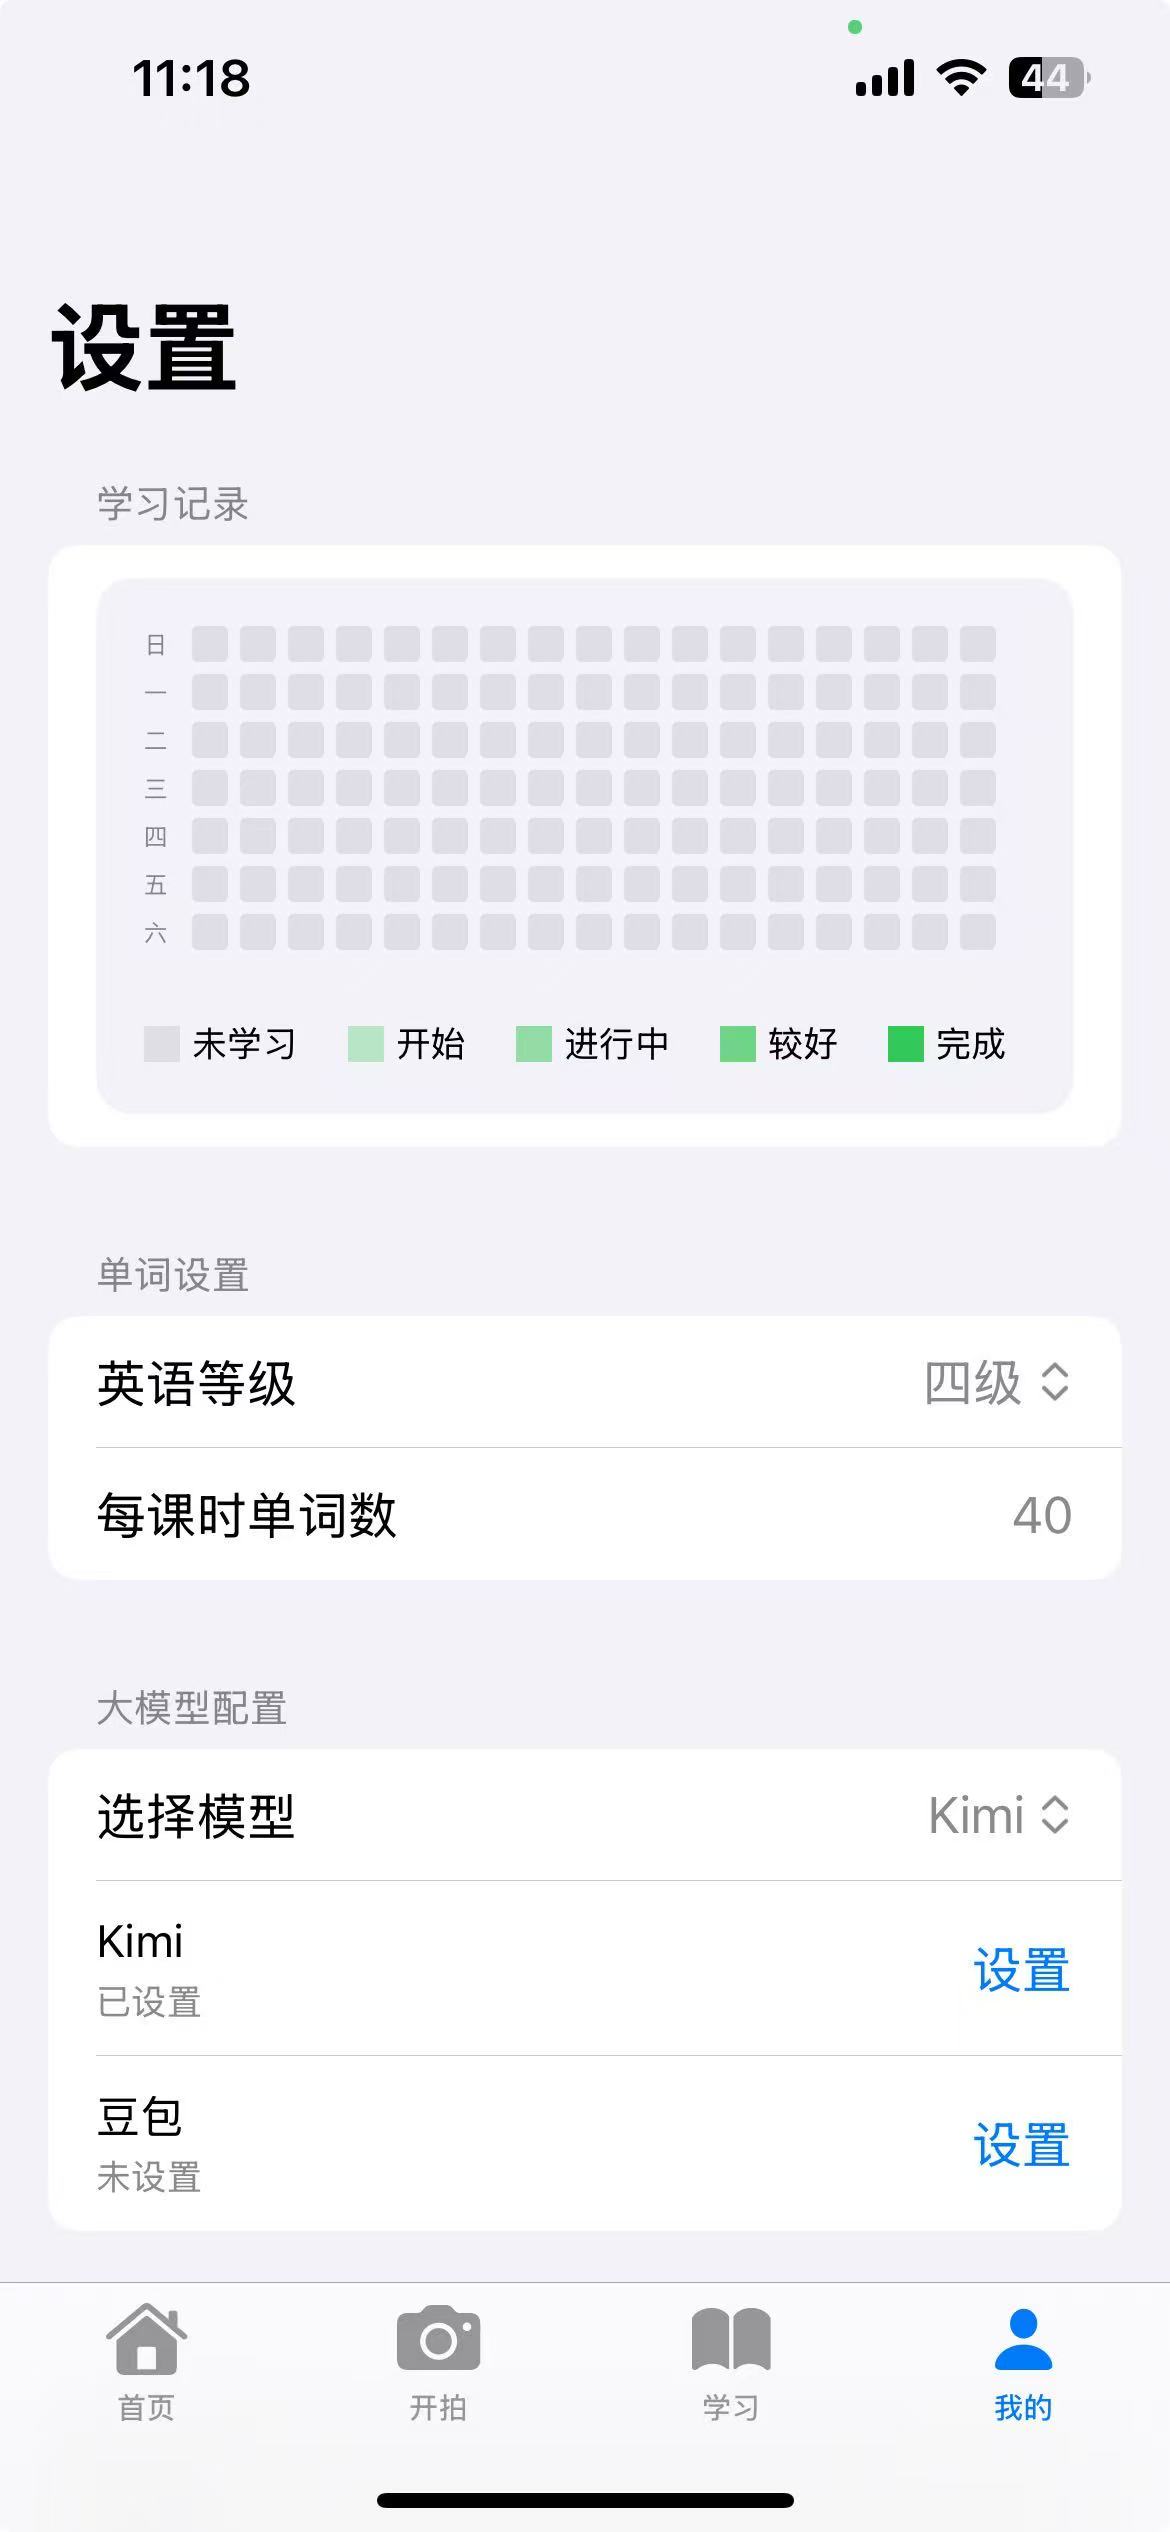 11:18
44
设置
学习记录
日
一
二
三
四
五
六
未学习 开始 进行中 较好 完成
单词设置
英语等级 四级
每课时单词数 40
大模型配置
选择模型 Kimi
Kimi
已设置
设置
豆包
未设置
设置
首页 开拍 学习 我的